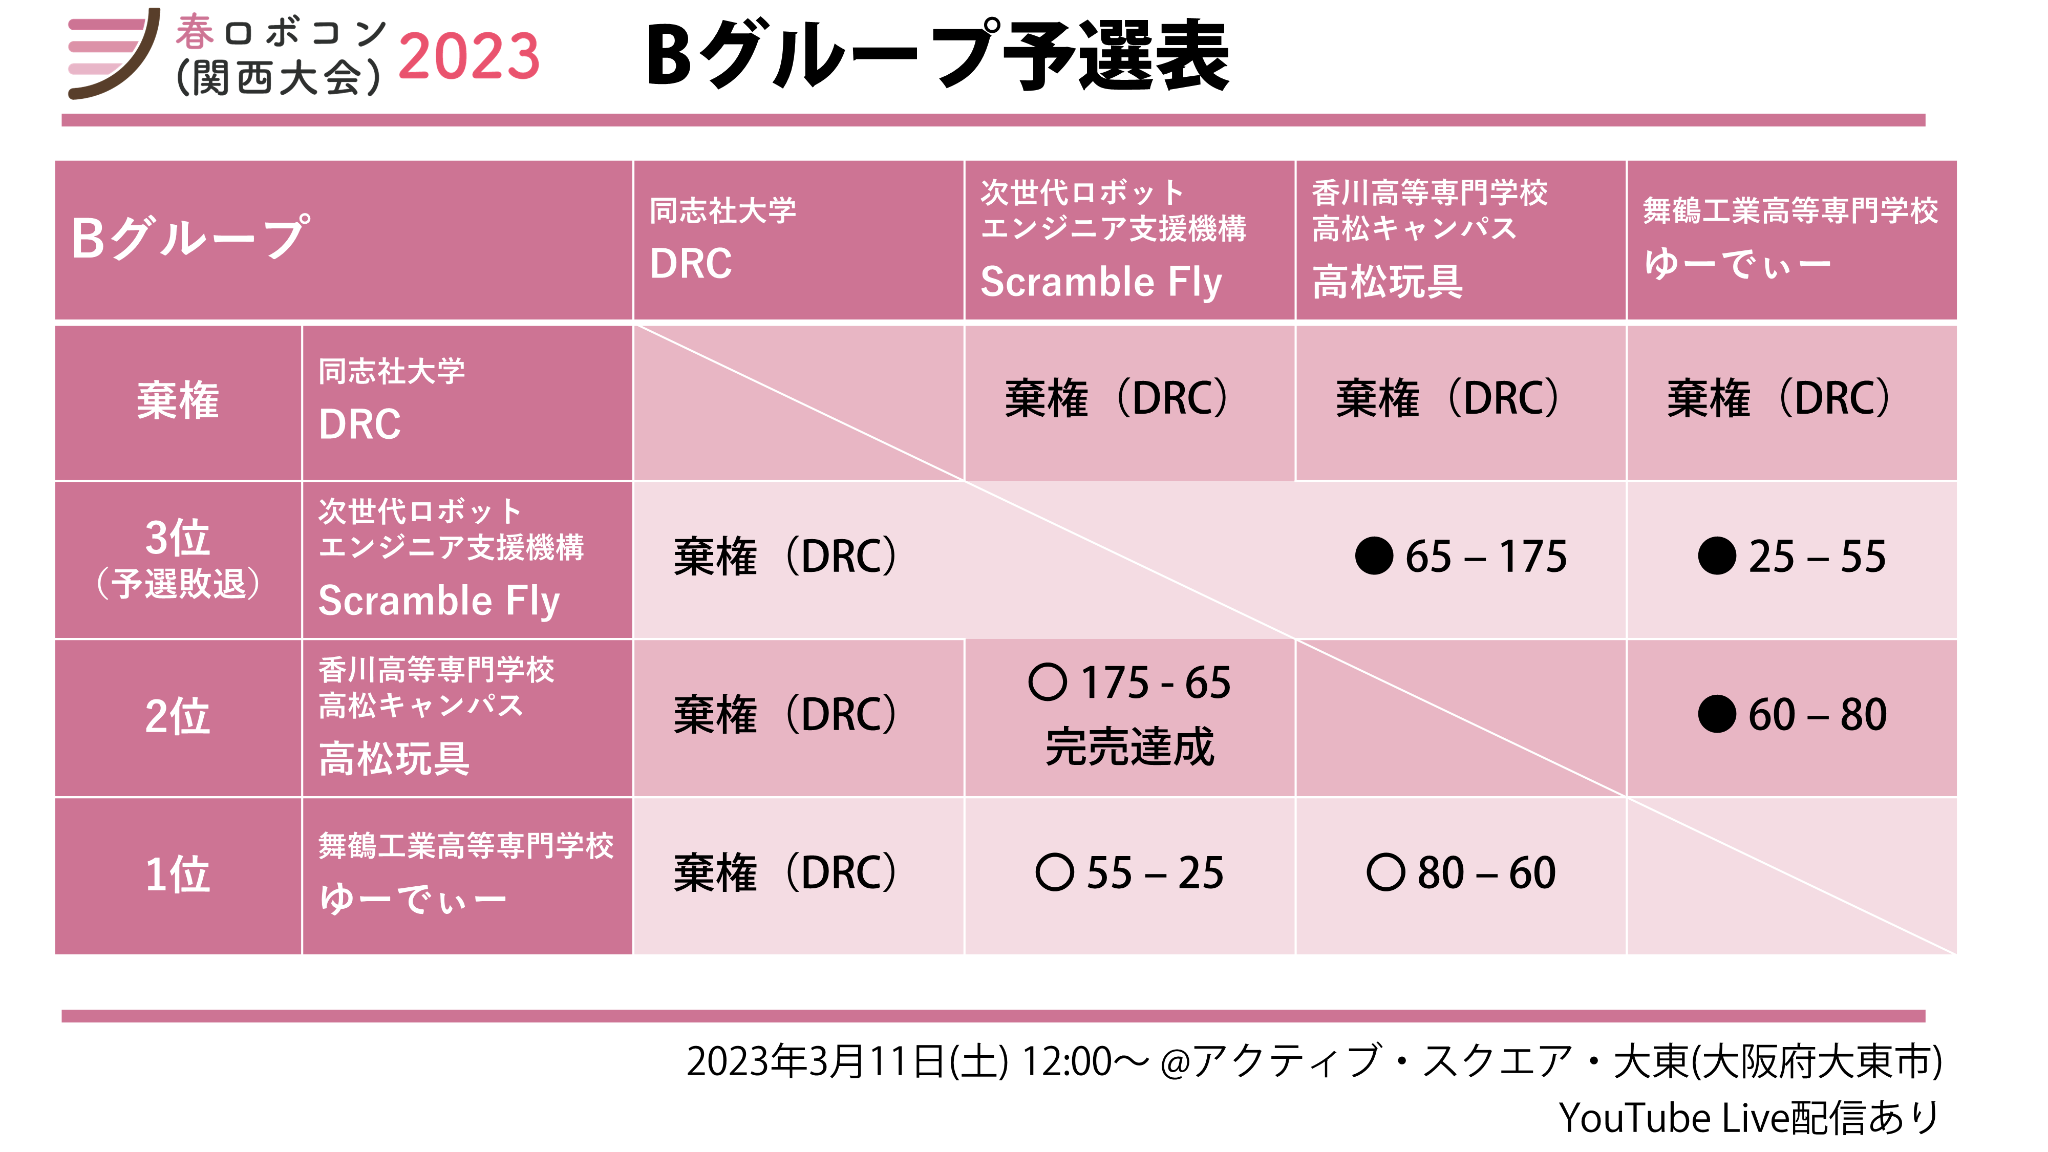 春ロボコン
(関西大会)
2023
Bグループ予選表
Bグループ
同志社大学
DRC
次世代ロボット
エンジニア支援機構
Scramble Fly
香川高等専門学校
高松キャンパス
高松玩具
舞鶴工業高等専門学校
ゆーでぃー
棄権
同志社大学
DRC
棄権（DRC）
棄権（DRC）
棄権（DRC）
3位
（予選敗退）
次世代ロボット
エンジニア支援機構
Scramble Fly
棄権（DRC）
● 65 – 175
● 25 – 55
2位
香川高等専門学校
高松キャンパス
高松玩具
棄権（DRC）
○ 175 - 65
完売達成
● 60 – 80
1位
舞鶴工業高等専門学校
ゆーでぃー
棄権（DRC）
○ 55 – 25
○ 80 – 60
2023年3月11日(土) 12:00～ @アクティブ・スクエア・大東(大阪府大東市)
YouTube Live配信あり